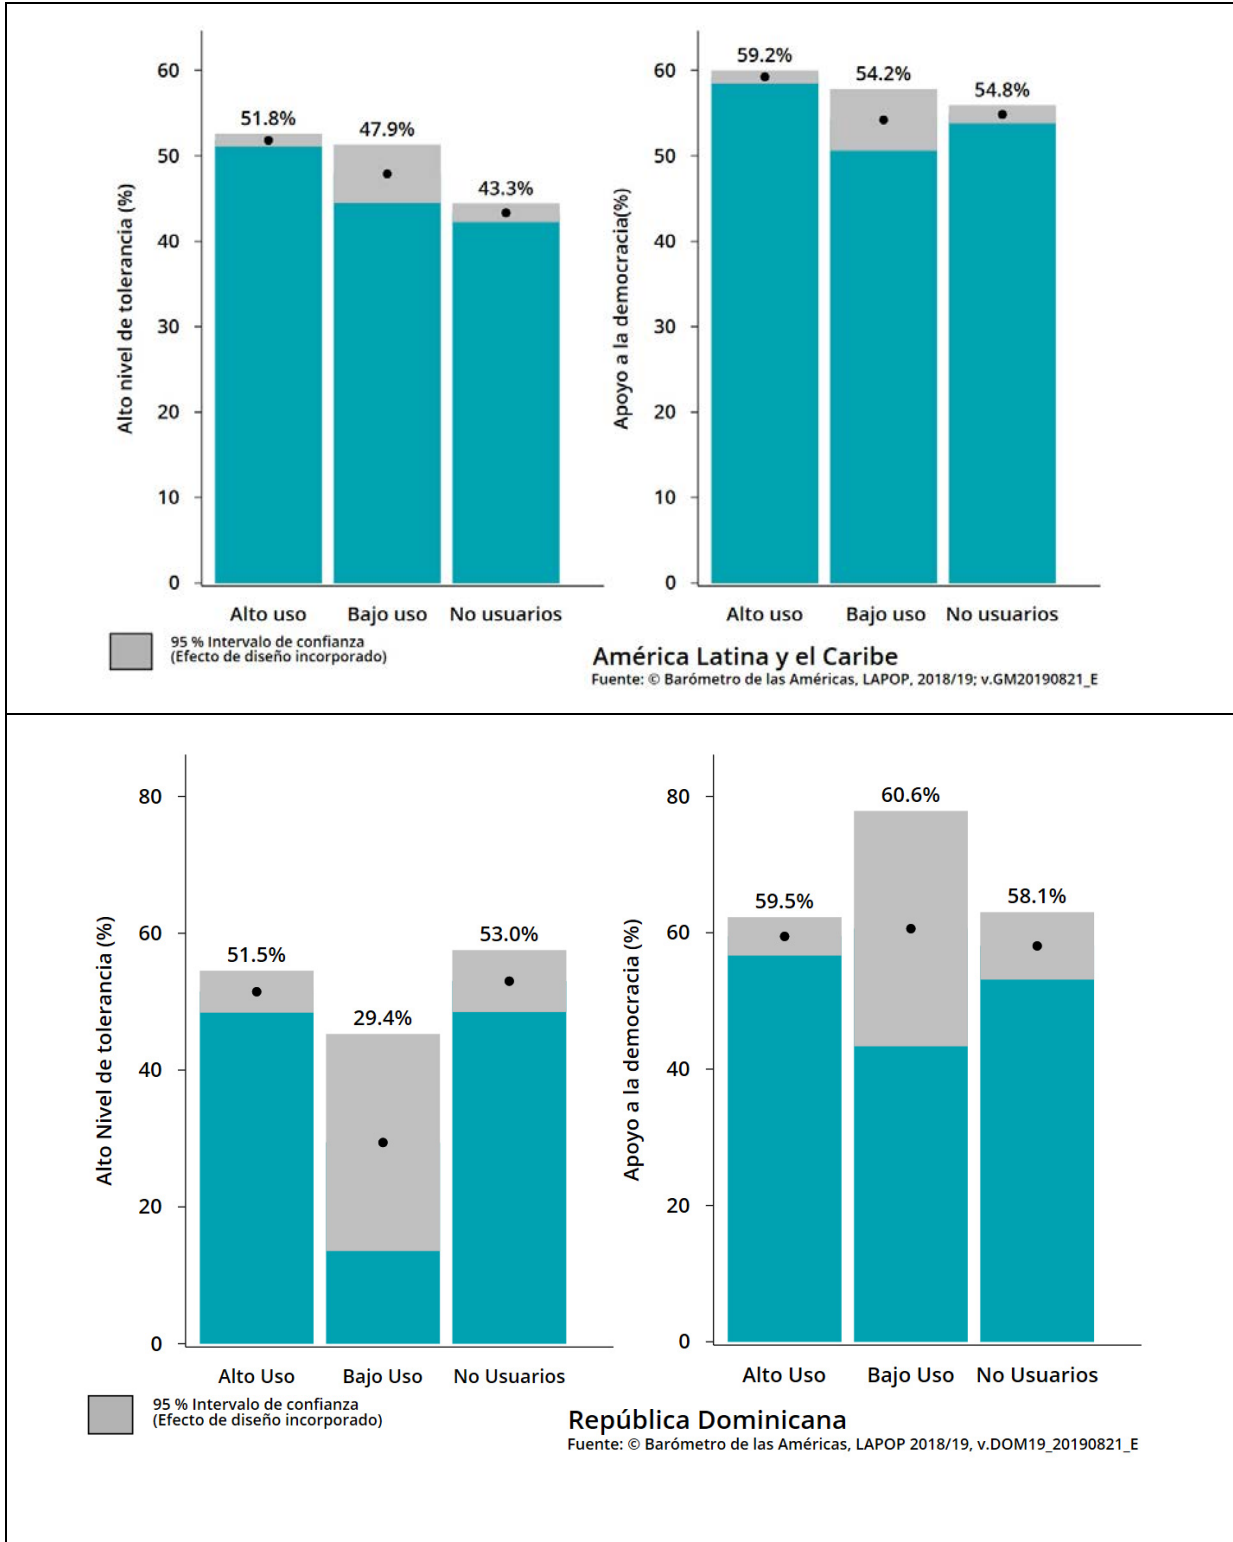 Alto nivel de tolerancia (%)
60
50
40
30
20
10
0
51.8%
47.9%
43.3%
Alto uso
Bajo uso
No usuarios
Apoyo a la democracia(%)
60
50
40
30
20
10
0
59.2%
54.2%
54.8%
Alto uso
Bajo uso
No usuarios
95 % Intervalo de confianza
(Efecto de diseño incorporado)
América Latina y el Caribe
Fuente: © Barómetro de las Américas, LAPOP, 2018/19; v.GM20190821_E
Alto Nivel de tolerancia (%)
80
60
40
20
0
51.5%
29.4%
53.0%
Alto Uso
Bajo Uso
No Usuarios
Apoyo a la democracia (%)
80
60
40
20
0
59.5%
60.6%
58.1%
Alto Uso
Bajo Uso
No Usuarios
95 % Intervalo de confianza
(Efecto de diseño incorporado)
República Dominicana
Fuente: © Barómetro de las Américas, LAPOP 2018/19, v.DOM19_20190821_E